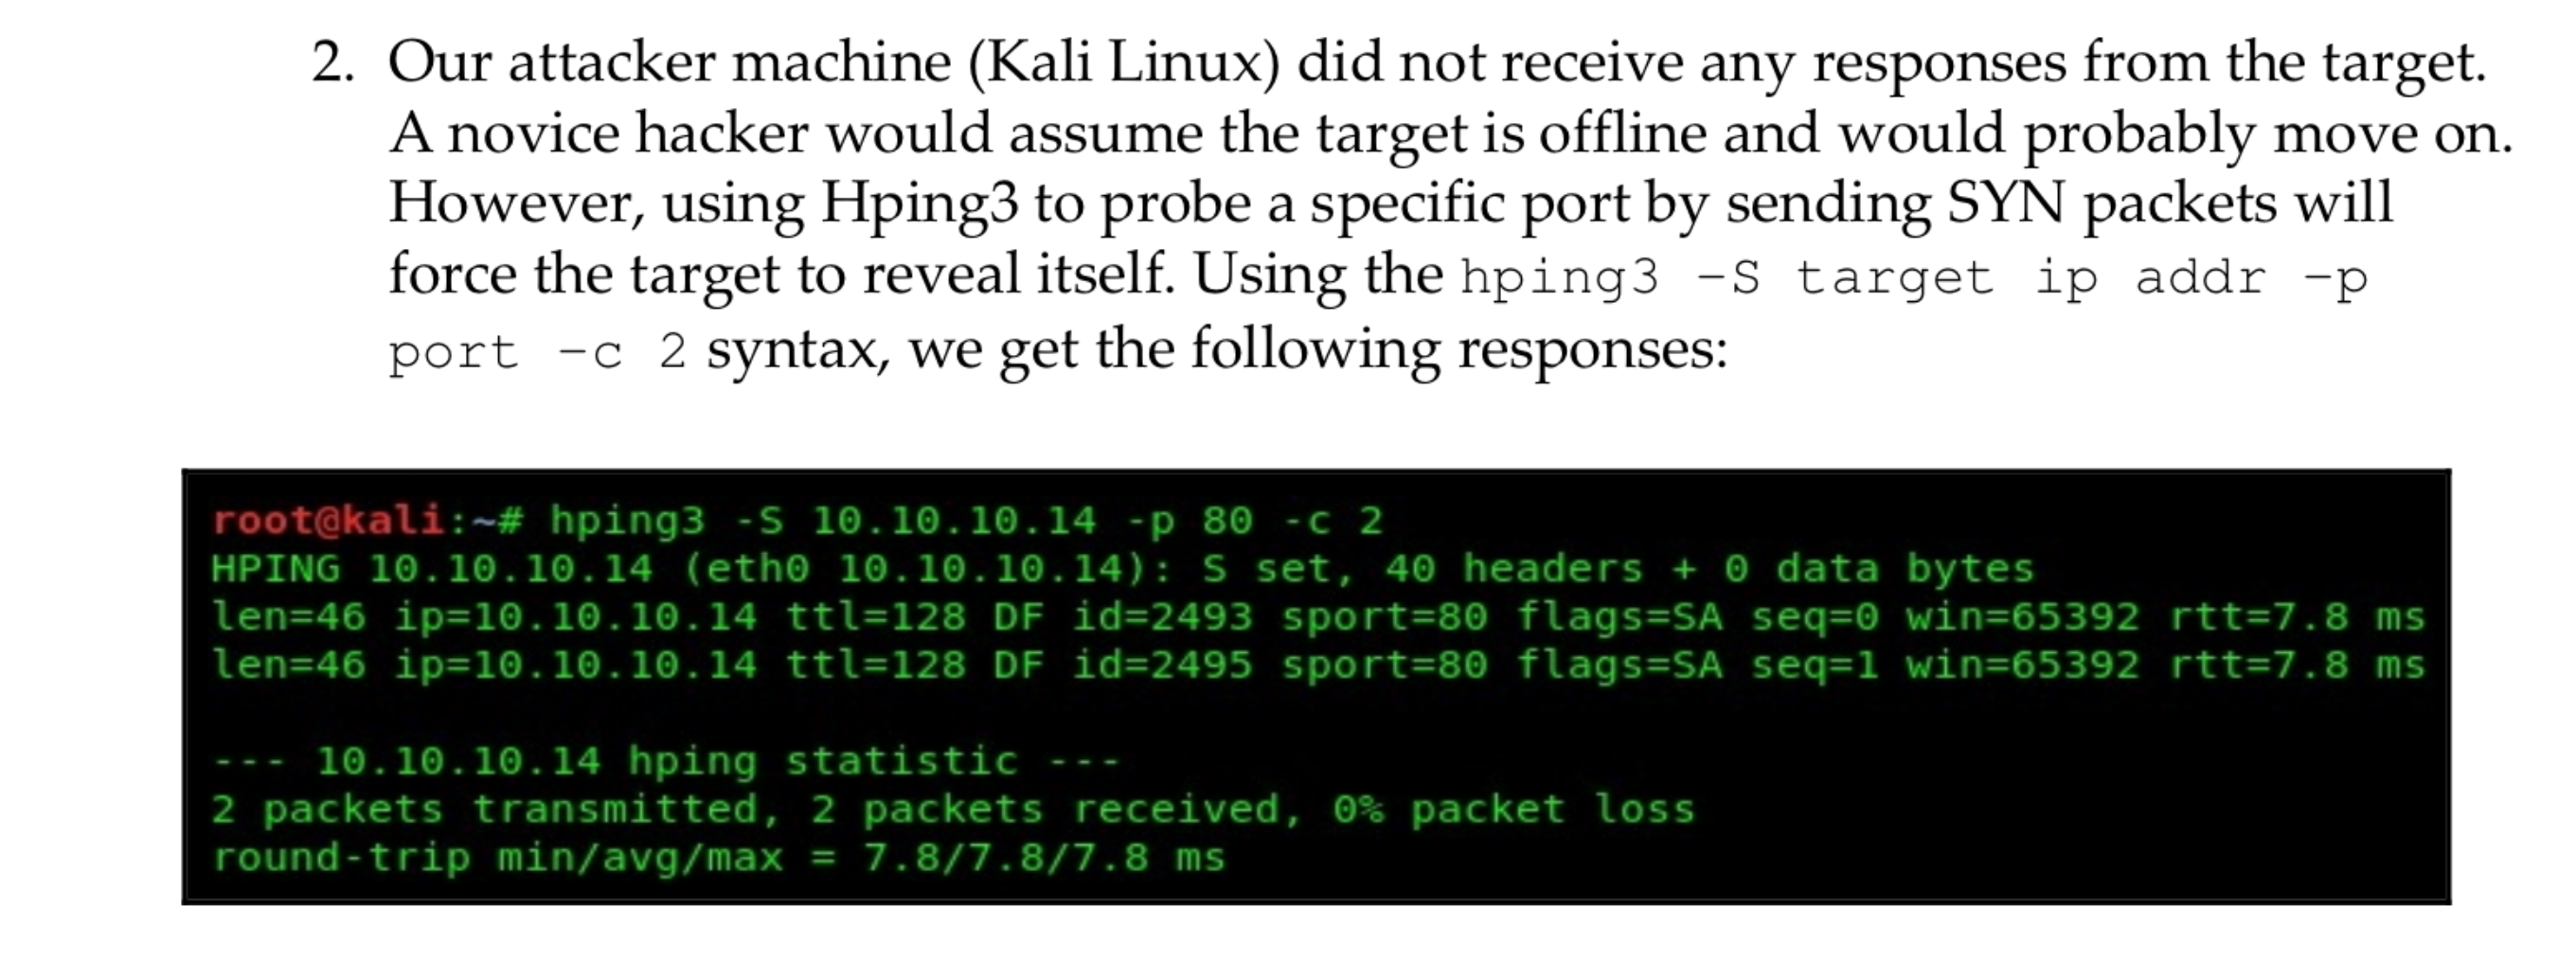 2. Our attacker machine (Kali Linux) did not receive any responses from the target.
A novice hacker would assume the target is offline and would probably move on.
However, using Hping3 to probe a specific port by sending SYN packets will
force the target to reveal itself. Using the hping3 -S target ip addr -p
port -c 2 syntax, we get the following responses:
root@kali:~# hping3 -S 10.10.10.14 -p 80 -c 2
HPING 10.10.10.14 (eth0 10.10.10.14): S set, 40 headers + 0 data bytes
len=46 ip=10.10.10.14 ttl=128 DF id=2493 sport=80 flags=SA seq=0 win=65392 rtt=7.8 ms
len=46 ip=10.10.10.14 ttl=128 DF id=2495 sport=80 flags=SA seq=1 win=65392 rtt=7.8 ms
--- 10.10.10.14 hping statistic ---
2 packets transmitted, 2 packets received, 0% packet loss
round-trip min/avg/max = 7.8/7.8/7.8 ms